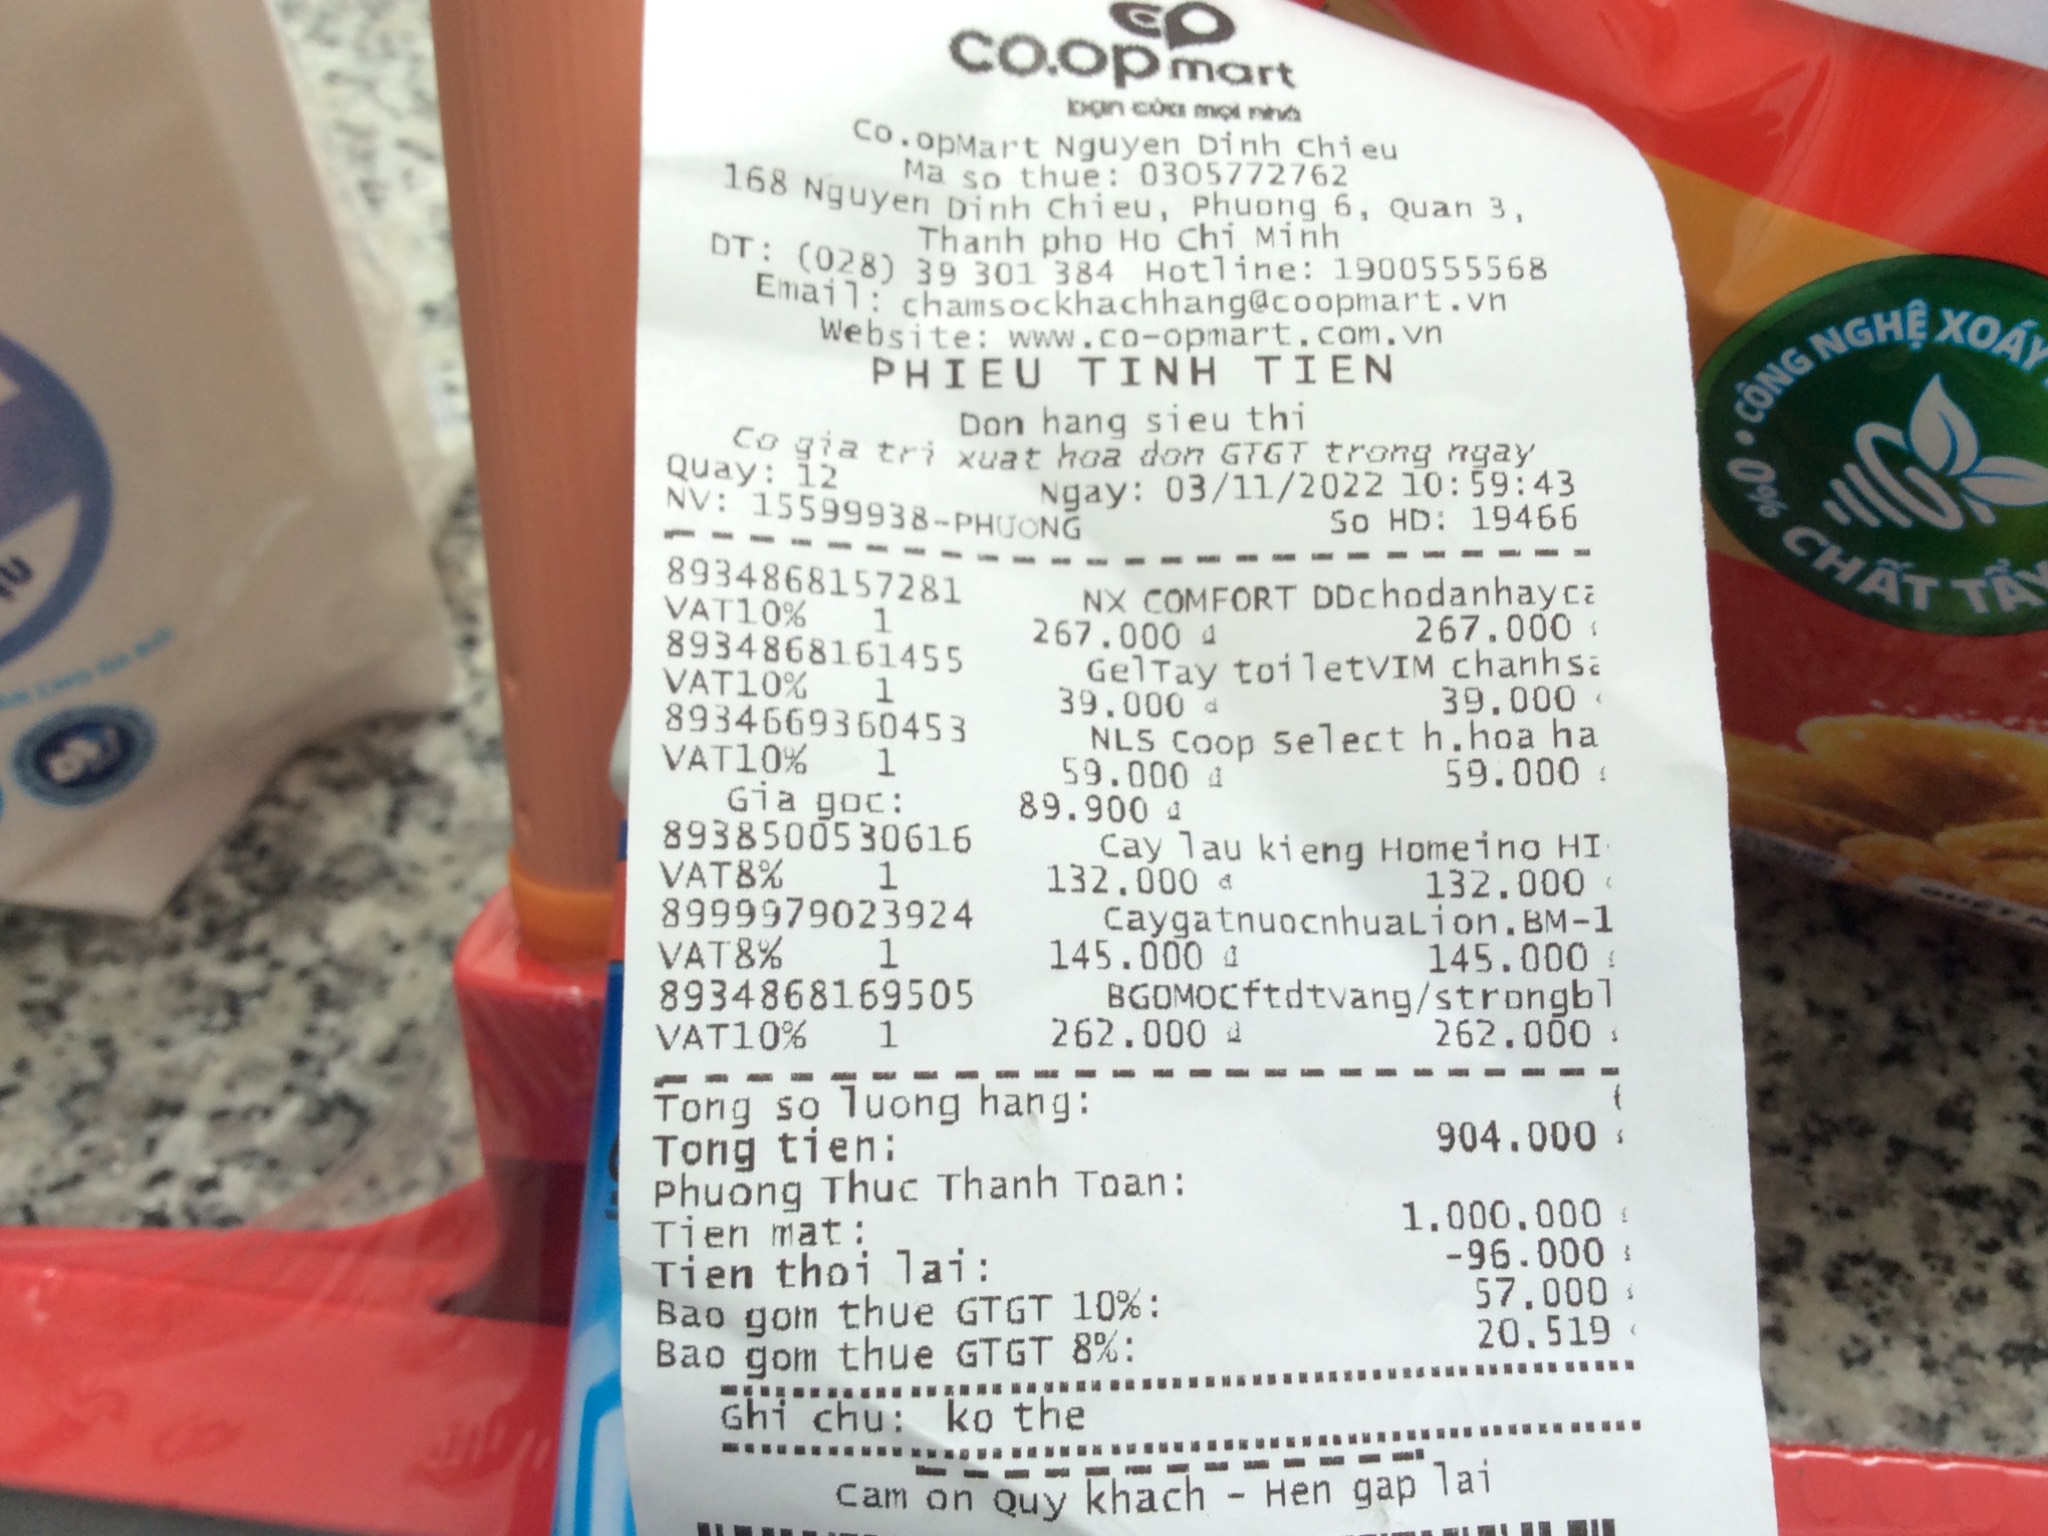 co.op mart
bạn của mọi nhà
Co.opMart Nguyen Dinh Chieu
Ma so thue: 0305772762
168 Nguyen Dinh Chieu, Phuong 6, Quan 3,
Thanh pho Ho Chi Minh
DT: (028) 39 301 384 Hotline: 1900555568
Email: chamsockhachhang@coopmart.vn
Website: www.co-opmart.com.vn
PHIEU TINH TIEN
Don hang sieu thi
Co gia tri xuat hoa don GTGT trong ngay
Quay: 12 Ngay: 03/11/2022 10:59:43
NV: 15599938-PHƯƠNG So HD: 19466
8934868157281 NX COMFORT DDchodanhayca
VAT10% 1 267.000 đ 267.000
8934868161455 GelTay toiletVIM chanhsa
VAT10% 1 39.000 đ 39.000
8934669360453 NLS Coop Select h.hoa ha
VAT10% 1 59.000 đ 59.000
Gia goc: 89.900 đ
8938500530616 Cay lau kieng Homeino HI
VAT8% 1 132.000 đ 132.000
8999979023924 CaygatnuocnhuaLion.BM-1
VAT8% 1 145.000 đ 145.000
8934868169505 BGOMOCftdtvang/strongbl
VAT10% 1 262.000 đ 262.000
Tong so luong hang:
Tong tien: 904.000
Phuong Thuc Thanh Toan:
Tien mat: 1.000.000
Tien thoi lai: -96.000
Bao gom thue GTGT 10%: 57.000
Bao gom thue GTGT 8%: 20.519
Ghi chu: ko the
Cam on Quy khach - Hen gap lai
CÔNG NGHỆ XOÁY
0% CHẤT TẨY